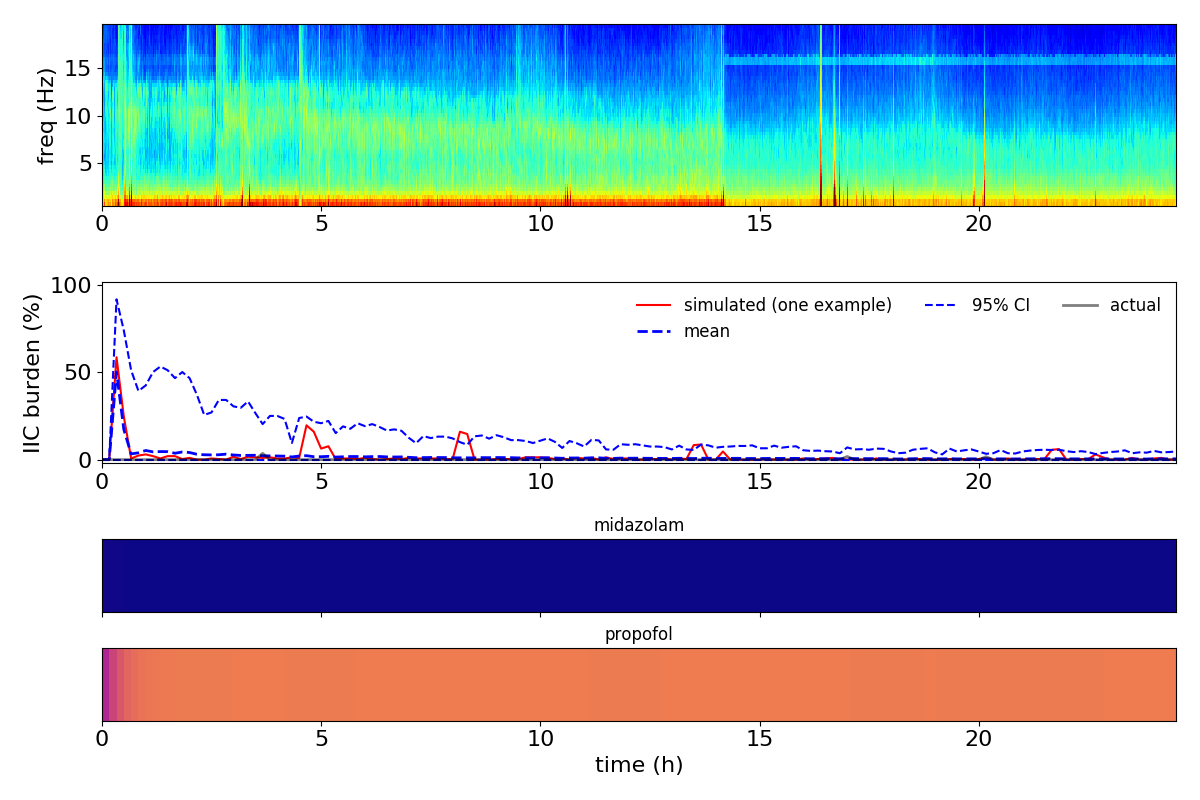 freq (Hz)
15
10
5
0 5 10 15 20
IIC burden (%)
100
50
0
simulated (one example)
mean
95% CI
actual
0 5 10 15 20
midazolam
propofol
0 5 10 15 20
time (h)